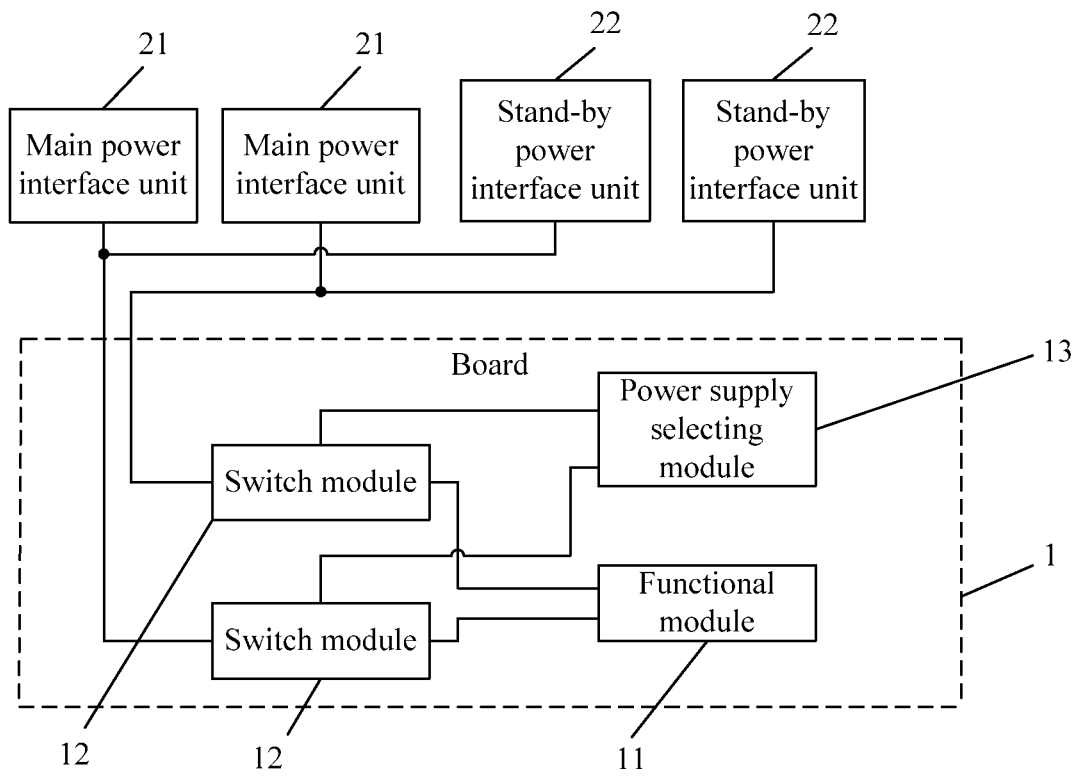 21
21
22
22
Main power
interface unit
Main power
interface unit
Stand-by
power
interface unit
Stand-by
power
interface unit
Board
13
Power supply
selecting
module
Switch module
Functional
module
1
Switch module
12
12
11